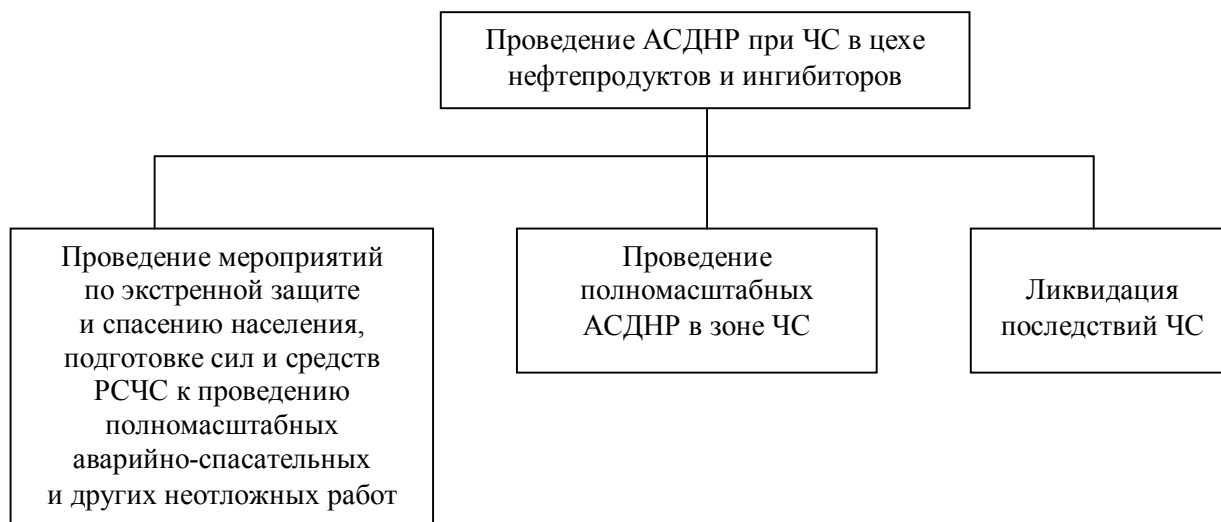 Проведение АСДНР при ЧС в цехе
нефтепродуктов и ингибиторов
Проведение мероприятий
по экстренной защите
и спасению населения,
подготовке сил и средств
РСЧС к проведению
полномасштабных
аварийно-спасательных
и других неотложных работ
Проведение
полномасштабных
АСДНР в зоне ЧС
Ликвидация
последствий ЧС